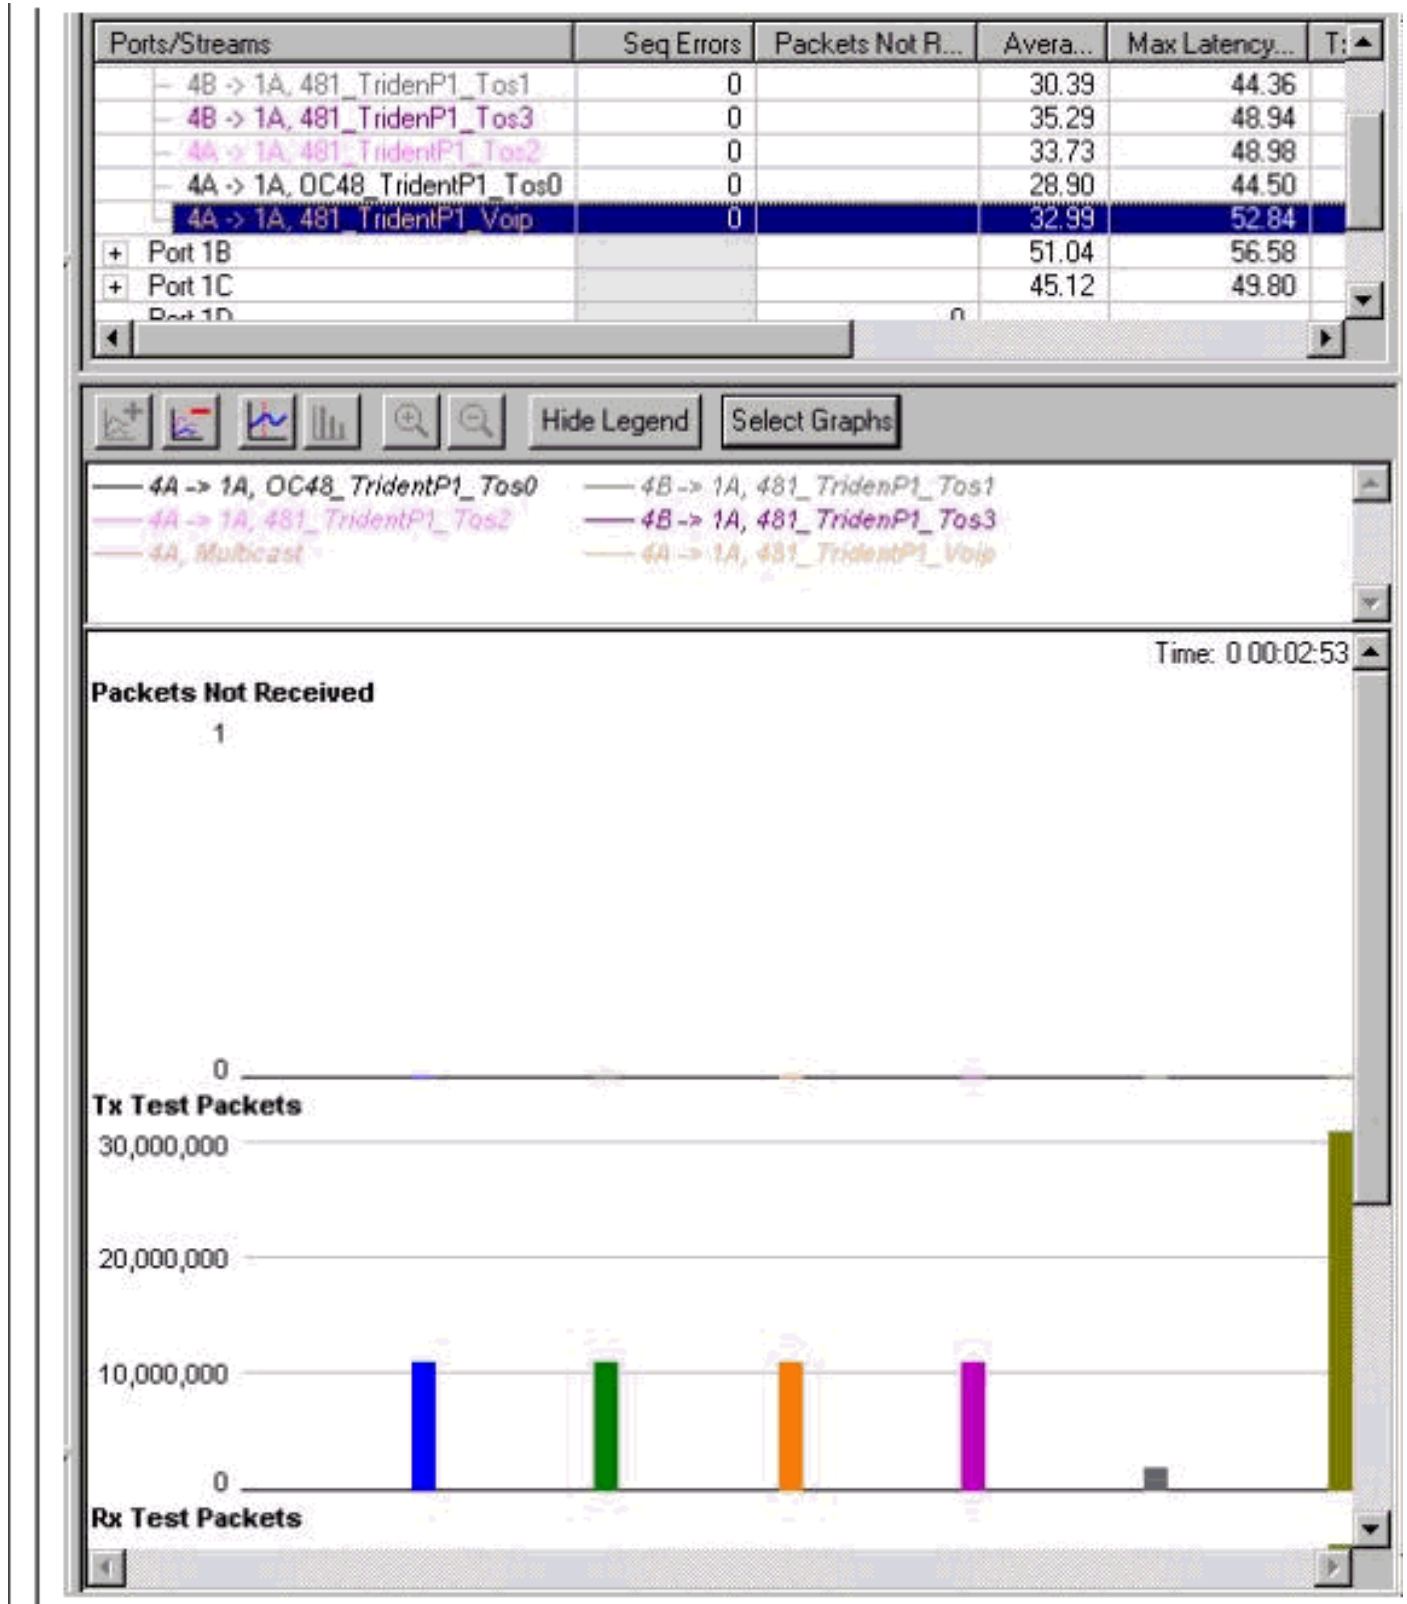 Ports/Streams Seq Errors Packets Not R... Avera... Max Latency... T:
4B -> 1A, 481_TridenP1_Tos1 0 30.39 44.36
4B -> 1A, 481_TridenP1_Tos3 0 35.29 48.94
4A -> 1A, 481_TridentP1_Tos2 0 33.73 48.98
4A -> 1A, OC48_TridentP1_Tos0 0 28.90 44.50
4A -> 1A, 481_TridentP1_Voip 0 32.99 52.84
+ Port 1B 51.04 56.58
+ Port 1C 45.12 49.80
Port 1D 0
Hide Legend Select Graphs
4A -> 1A, OC48_TridentP1_Tos0 4B -> 1A, 481_TridenP1_Tos1
4A -> 1A, 481_TridentP1_Tos2 4B -> 1A, 481_TridenP1_Tos3
4A, Multicast 4A -> 1A, 481_TridentP1_Voip
Time: 0 00:02:53
Packets Not Received
1
0
Tx Test Packets
30,000,000
20,000,000
10,000,000
0
Rx Test Packets